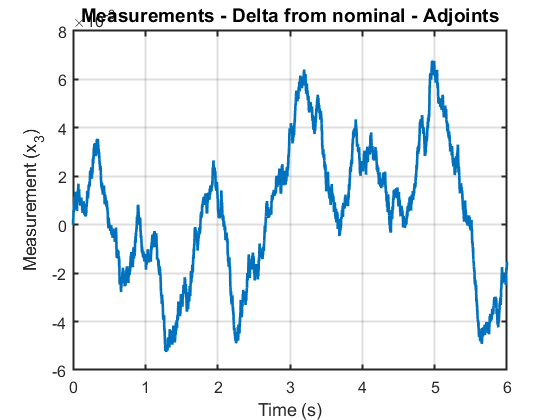 Measurements - Delta from nominal - Adjoints
8
6
4
2
0
-2
-4
-6
Measurement (x₃)
0 1 2 3 4 5 6
Time (s)